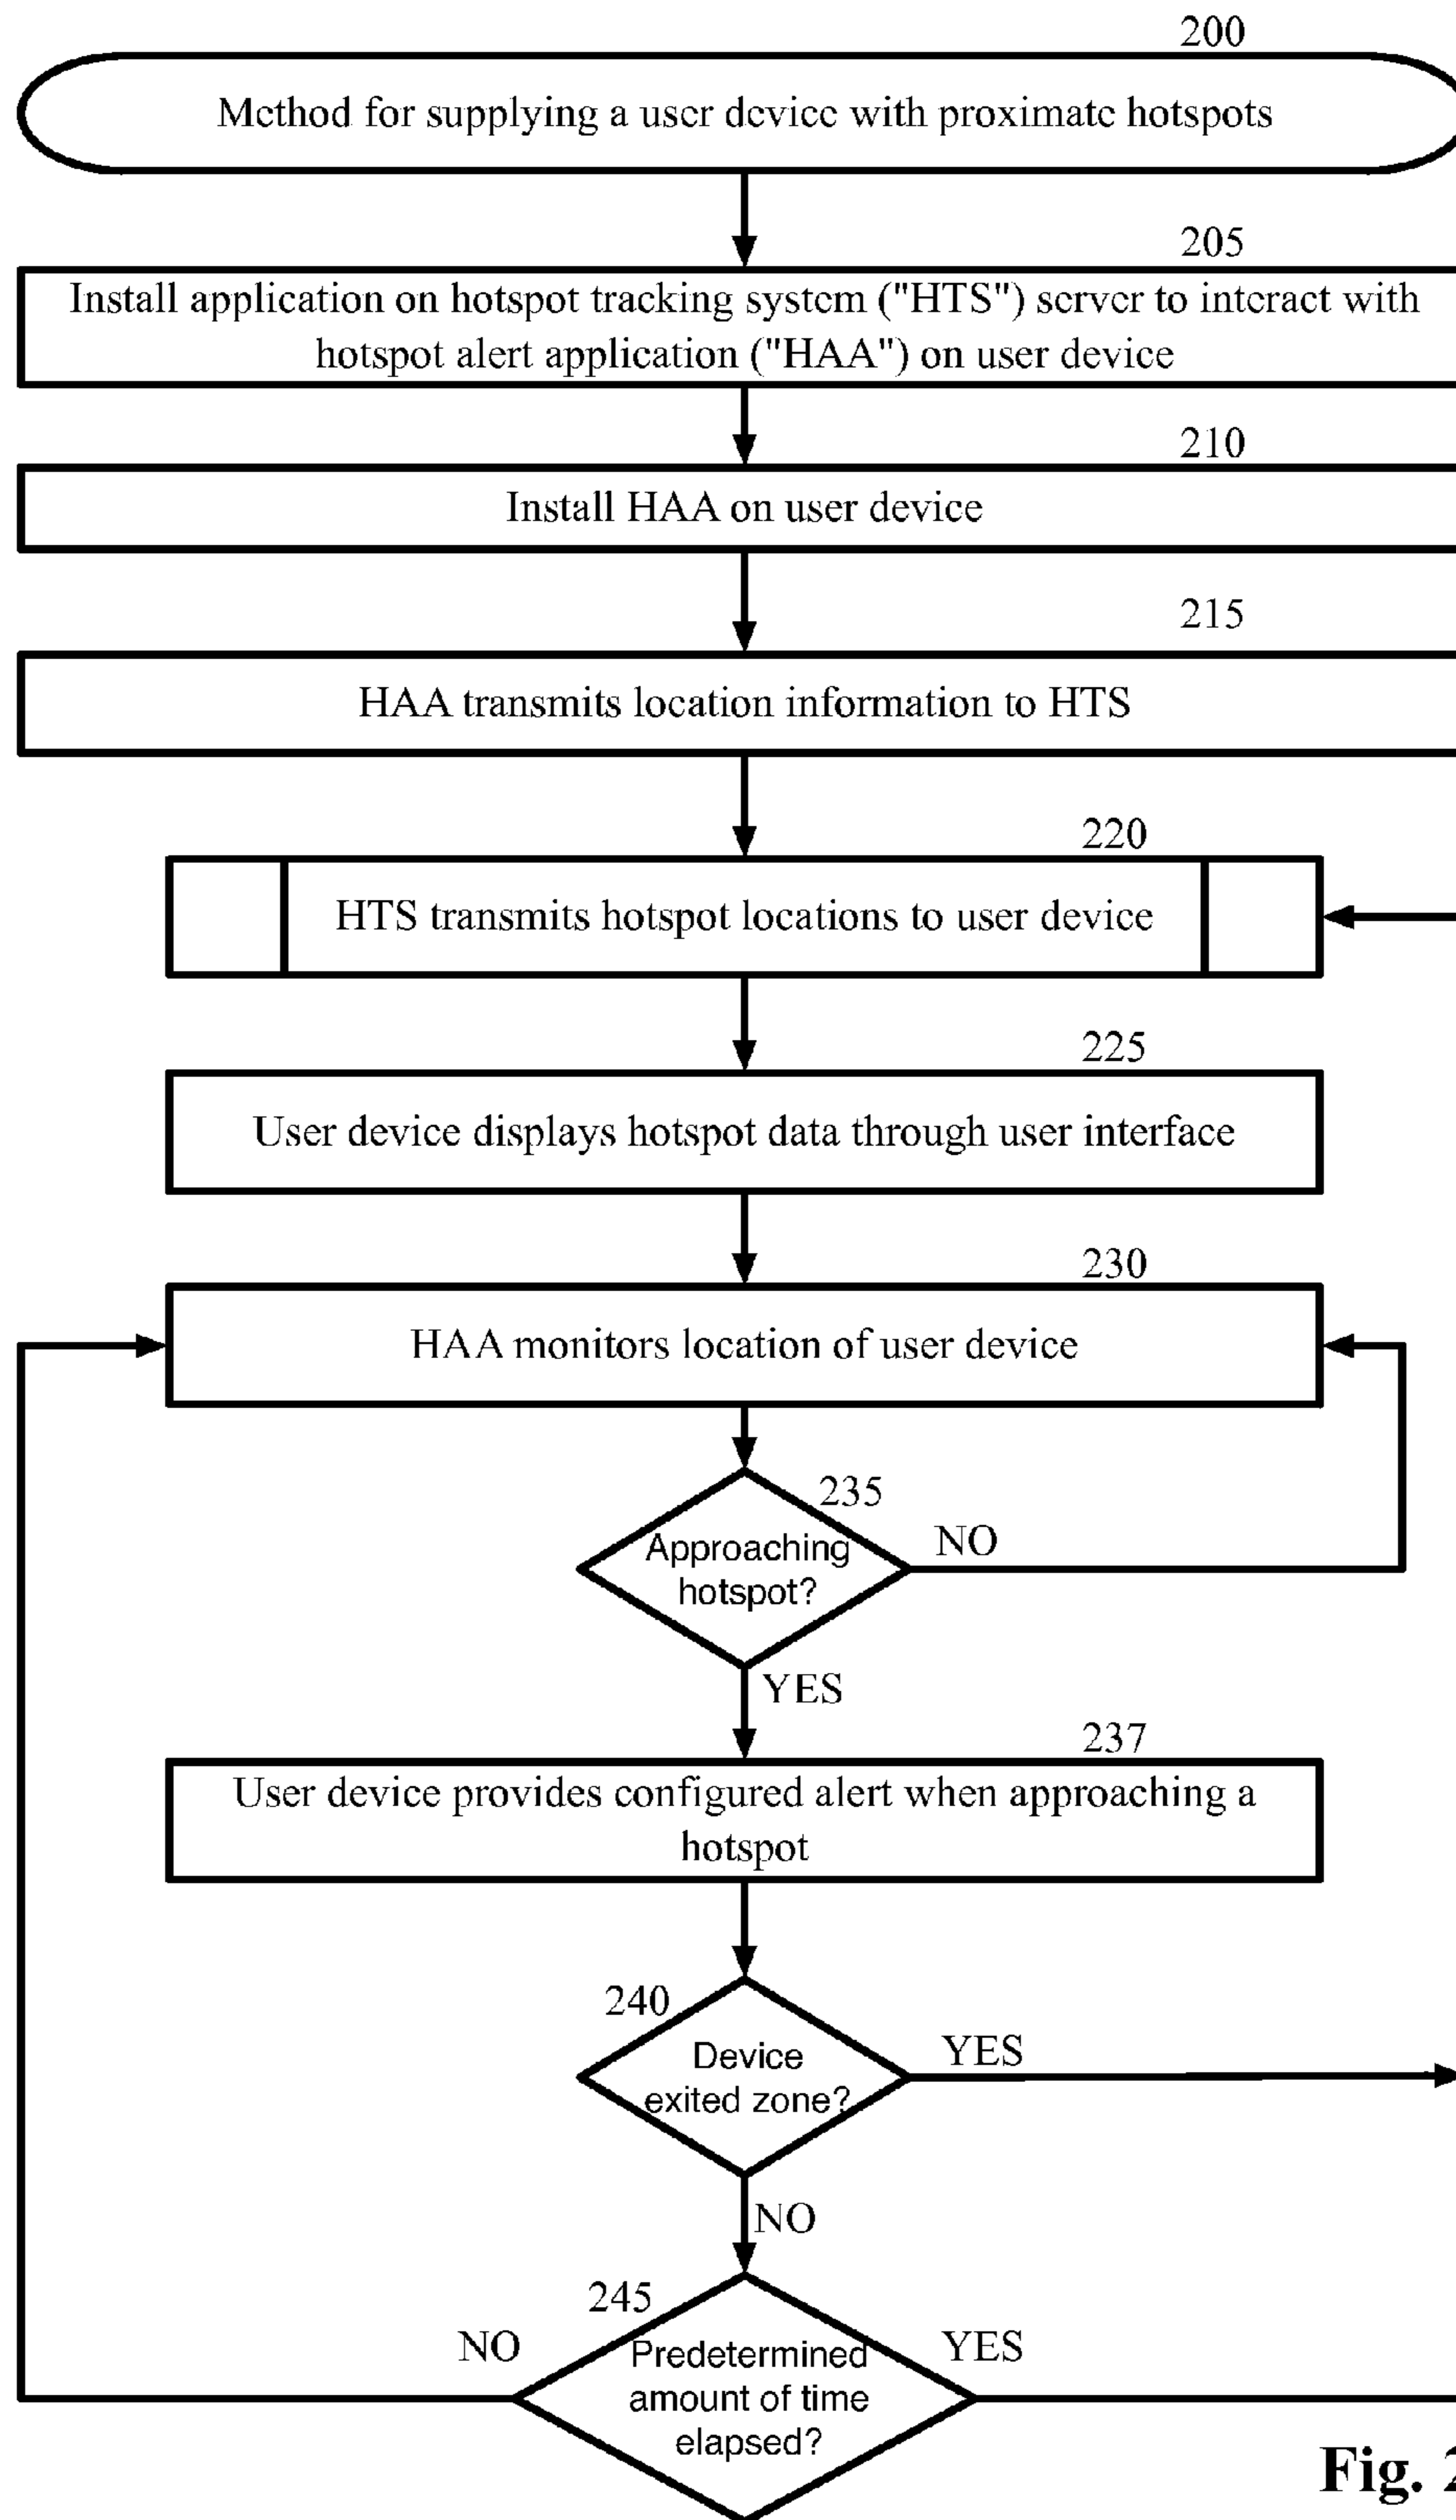 200
Method for supplying a user device with proximate hotspots
205
Install application on hotspot tracking system ("HTS") server to interact with
hotspot alert application ("HAA") on user device
210
Install HAA on user device
215
HAA transmits location information to HTS
220
HTS transmits hotspot locations to user device
225
User device displays hotspot data through user interface
230
HAA monitors location of user device
235
Approaching
hotspot?
NO
YES
237
User device provides configured alert when approaching a
hotspot
240
Device
exited zone?
YES
NO
245
NO
Predetermined
amount of time
elapsed?
YES
Fig. 2